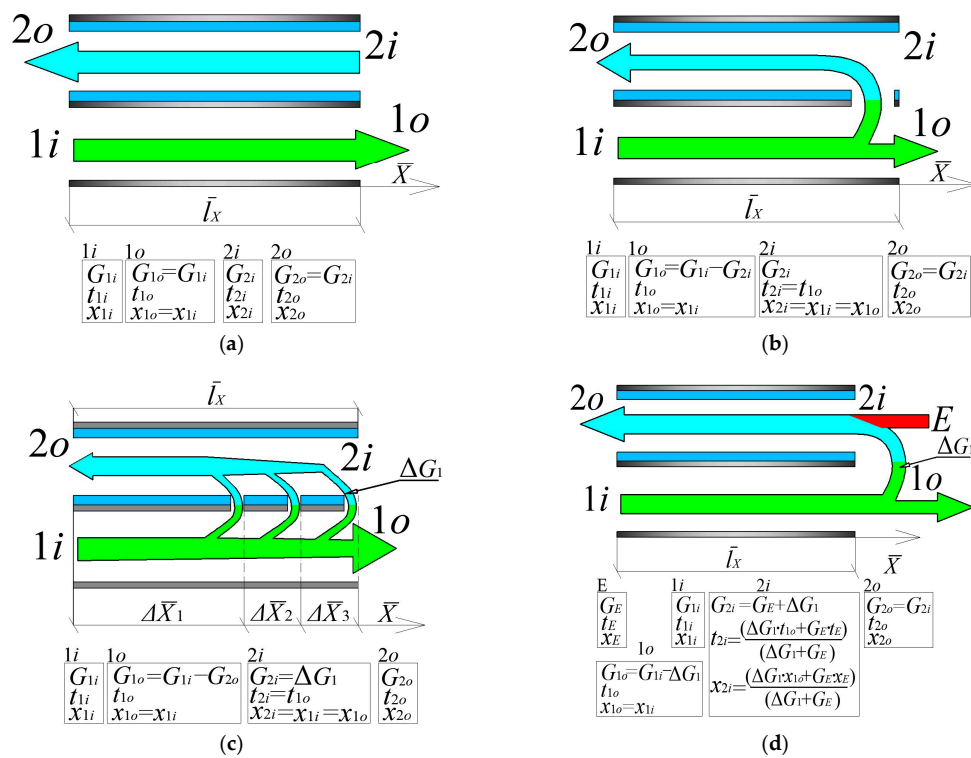 2o
2i
1o
1i
X̄
l̄x
1i 1o 2i 2o
G1i G1o=G1i G2i G2o=G2i
t1i t1o t2i t2o
x1i x1o=x1i x2i x2o
(a)
2o
2i
1i
1o
X̄
l̄x
1i 1o 2i 2o
G1i G1o=G1i−G2i G2i G2o=G2i
t1i t1o t2i=t1o t2o
x1i x1o=x1i x2i=x1i=x1o x2o
(b)
l̄x
2o
2i
ΔG1
1i
1o
ΔX̄1 ΔX̄2 ΔX̄3 X̄
1i 1o 2i 2o
G1i G1o=G1i−G2o G2i=ΔG1 G2o
t1i t1o t2i=t1o t2o
x1i x1o=x1i x2i=x1i=x1o x2o
(c)
2o
2i
E
ΔG1
1o
1i
l̄x
X̄
E 1i 2i 2o
GE G1i G2i=GE+ΔG1 G2o=G2i
tE t1i t2i=(ΔG1·t1o+GE·tE)/(ΔG1+GE) t2o
xE x1i x2o
1o
G1o=G1i−ΔG1
t1o
x1o=x1i
x2i=(ΔG1·x1o+GE·xE)/(ΔG1+GE)
(d)